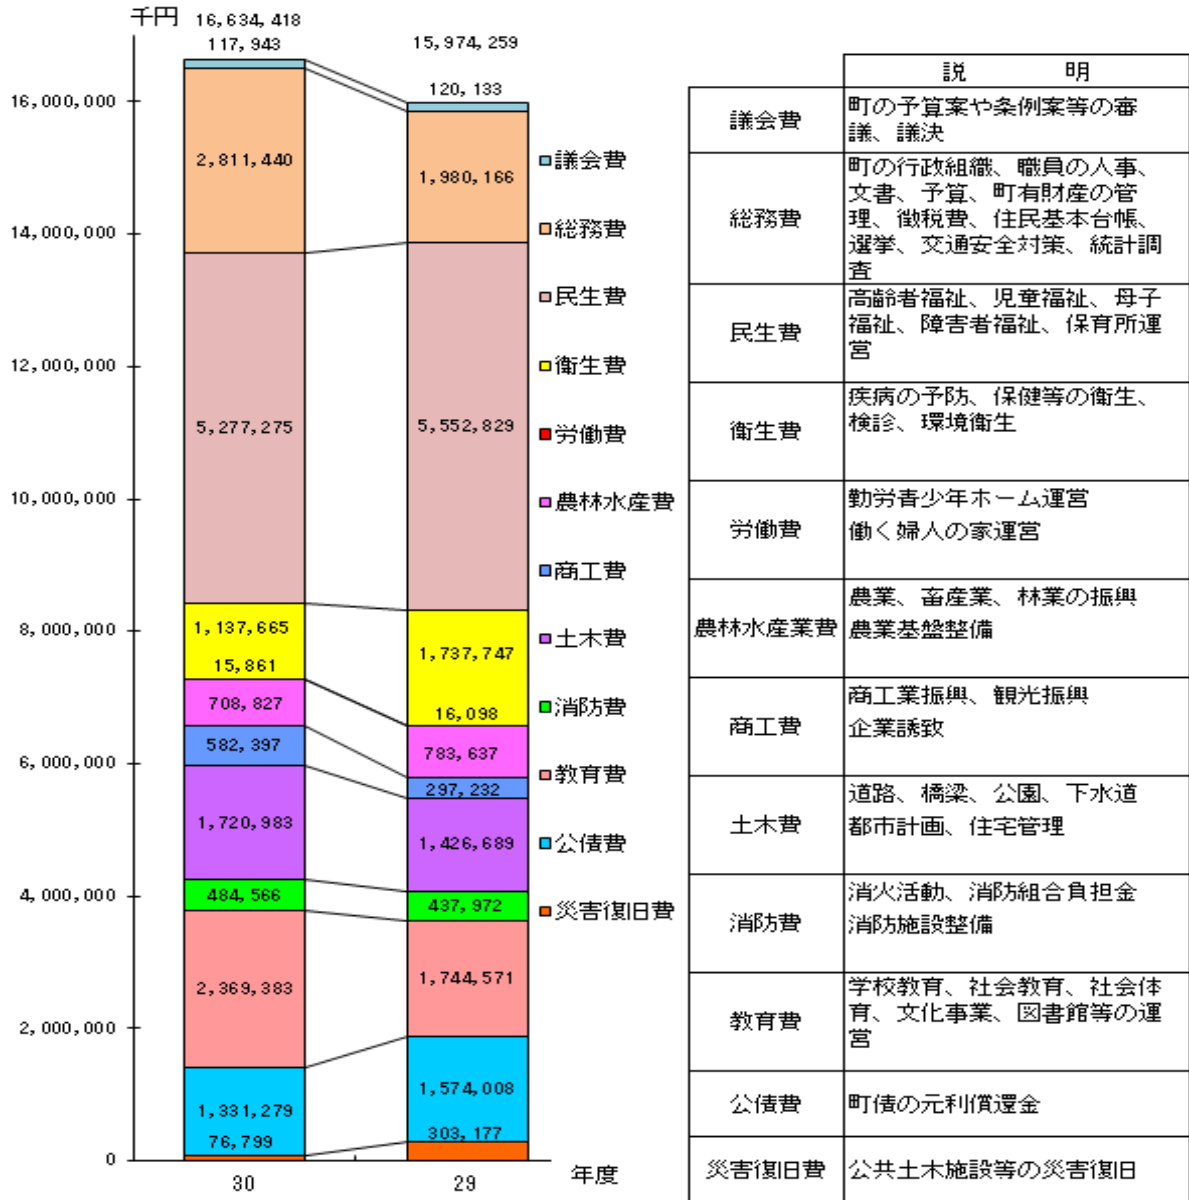 千円
16,634,418
117,943
15,974,259
120,133
16,000,000
14,000,000
12,000,000
10,000,000
8,000,000
6,000,000
4,000,000
2,000,000
0
2,811,440
5,277,275
1,137,665
15,861
708,827
582,397
1,720,983
484,566
2,369,383
1,331,279
76,799
30
1,980,166
5,552,829
1,737,747
16,098
783,637
297,232
1,426,689
437,972
1,744,571
1,574,008
303,177
29
年度
議会費
総務費
民生費
衛生費
労働費
農林水産費
商工費
土木費
消防費
教育費
公債費
災害復旧費
説 明
議会費
町の予算案や条例案等の審
議、議決
総務費
町の行政組織、職員の人事、
文書、予算、町有財産の管
理、徴税費、住民基本台帳、
選挙、交通安全対策、統計調
査
民生費
高齢者福祉、児童福祉、母子
福祉、障害者福祉、保育所運
営
衛生費
疾病の予防、保健等の衛生、
検診、環境衛生
労働費
勤労青少年ホーム運営
働く婦人の家運営
農林水産業費
農業、畜産業、林業の振興
農業基盤整備
商工費
商工業振興、観光振興
企業誘致
土木費
道路、橋梁、公園、下水道
都市計画、住宅管理
消防費
消火活動、消防組合負担金
消防施設整備
教育費
学校教育、社会教育、社会体
育、文化事業、図書館等の運
営
公債費
町債の元利償還金
災害復旧費
公共土木施設等の災害復旧